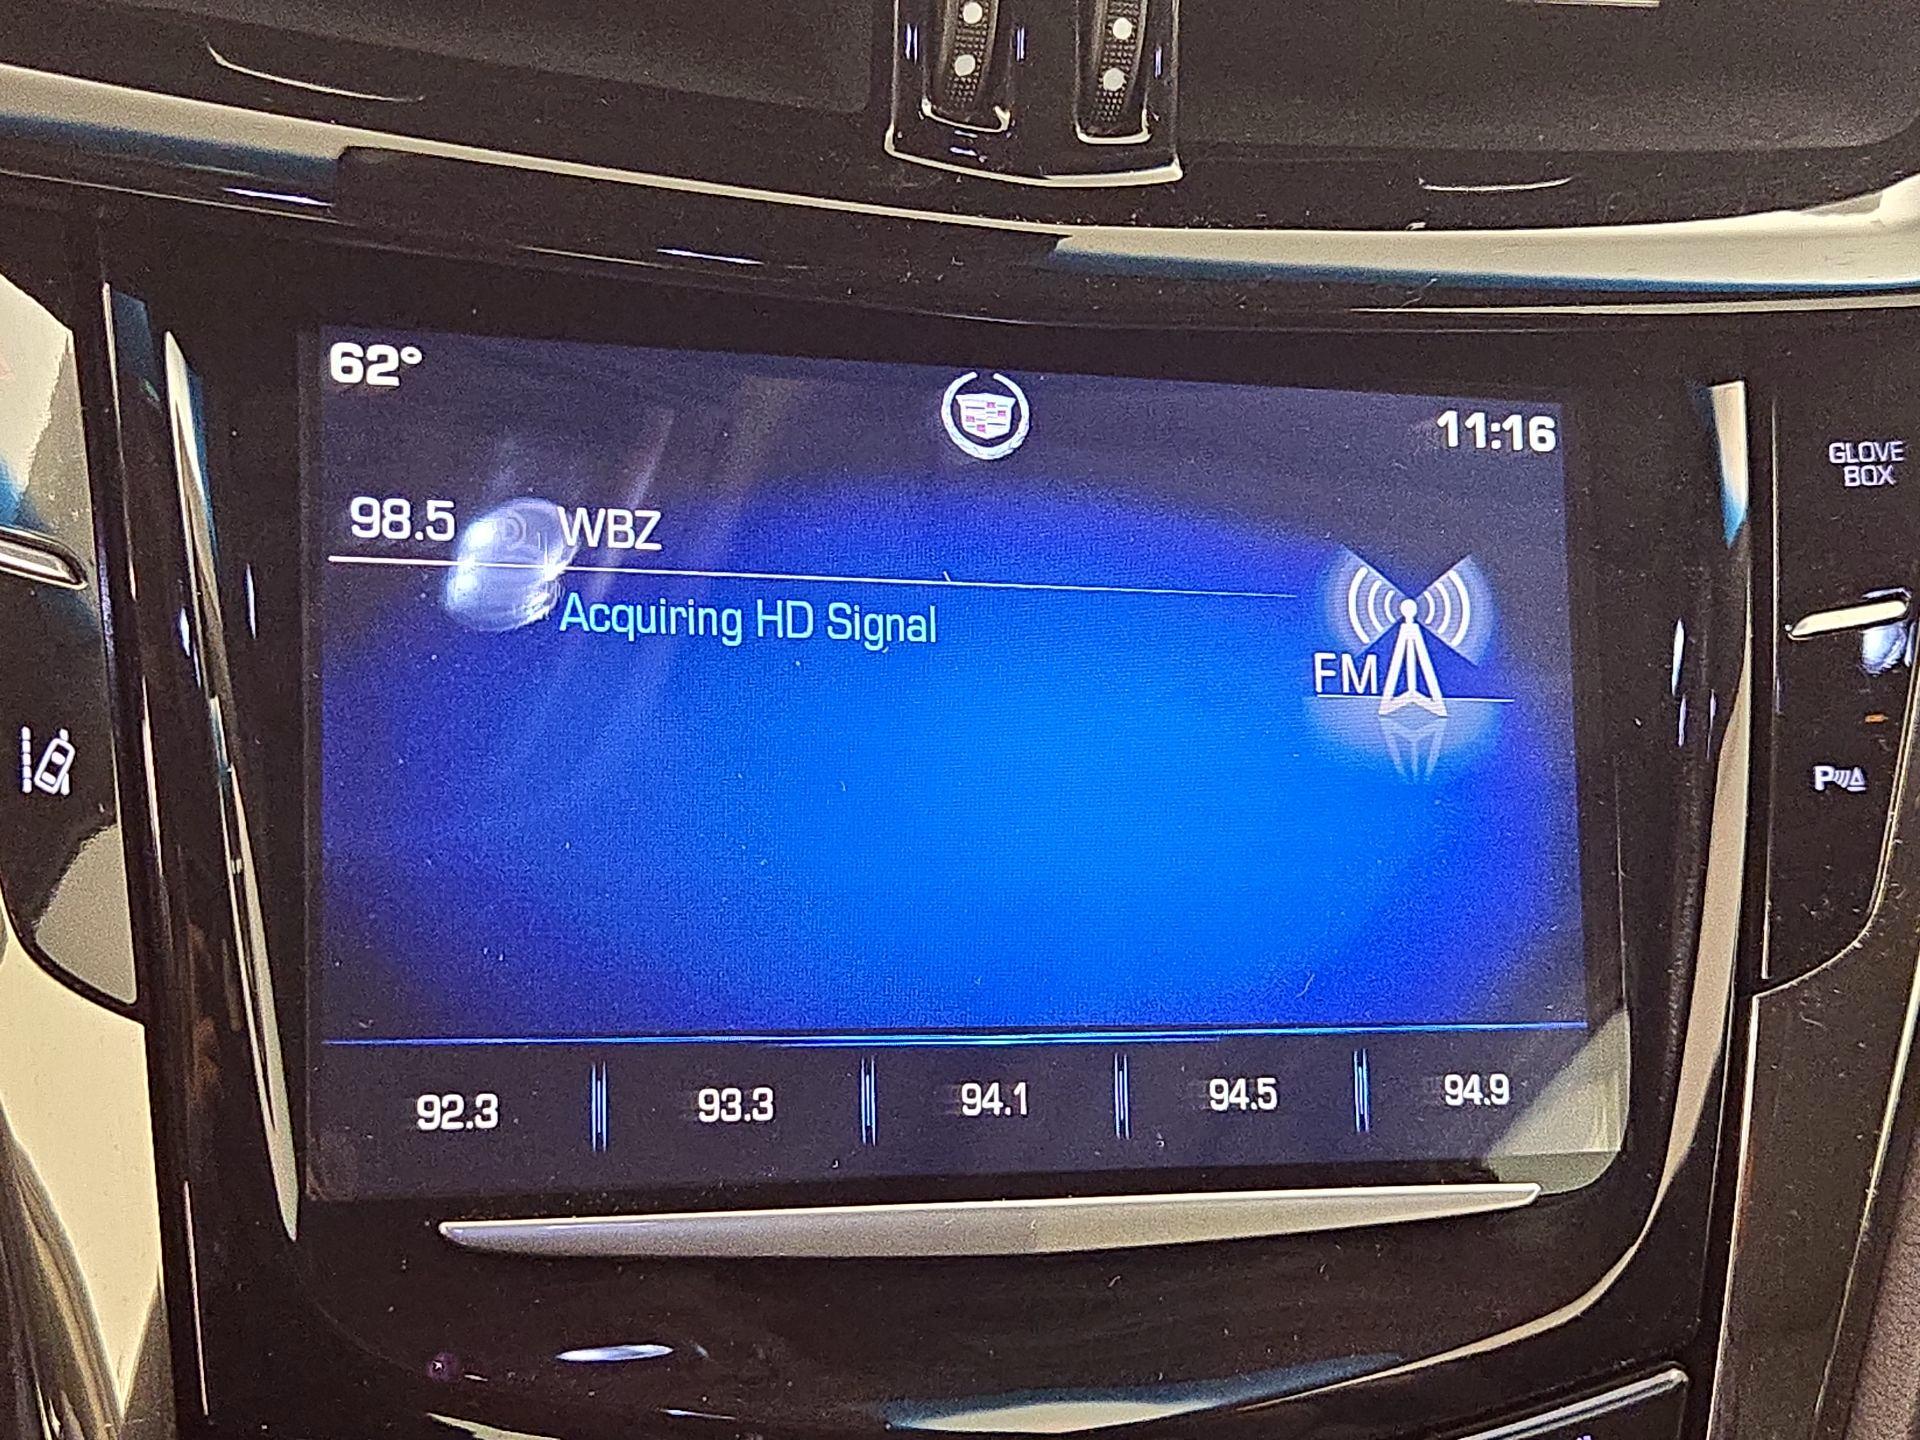 62°
11:16
98.5 WBZ
Acquiring HD Signal
FM
92.3 93.3 94.1 94.5 94.9
GLOVE
BOX
P